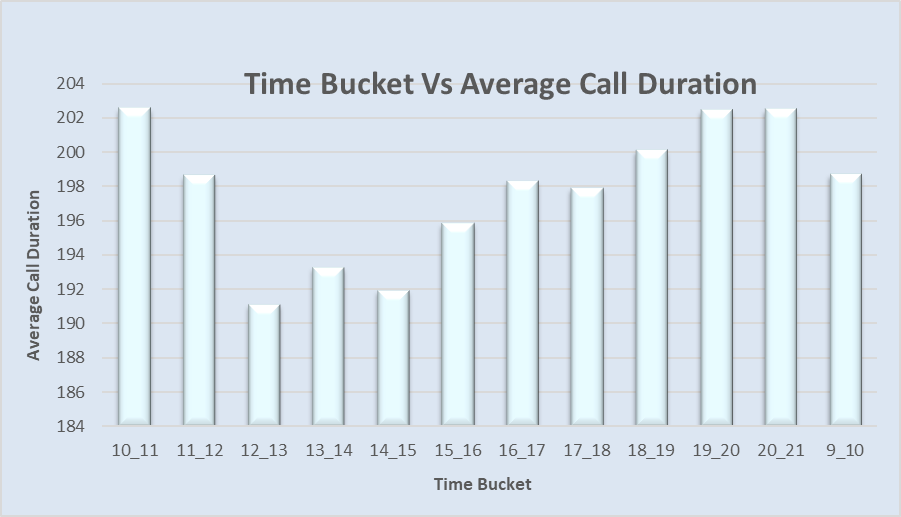 Time Bucket Vs Average Call Duration
204
202
200
198
196
194
192
190
188
186
184
Average Call Duration
10_11 11_12 12_13 13_14 14_15 15_16 16_17 17_18 18_19 19_20 20_21 9_10
Time Bucket